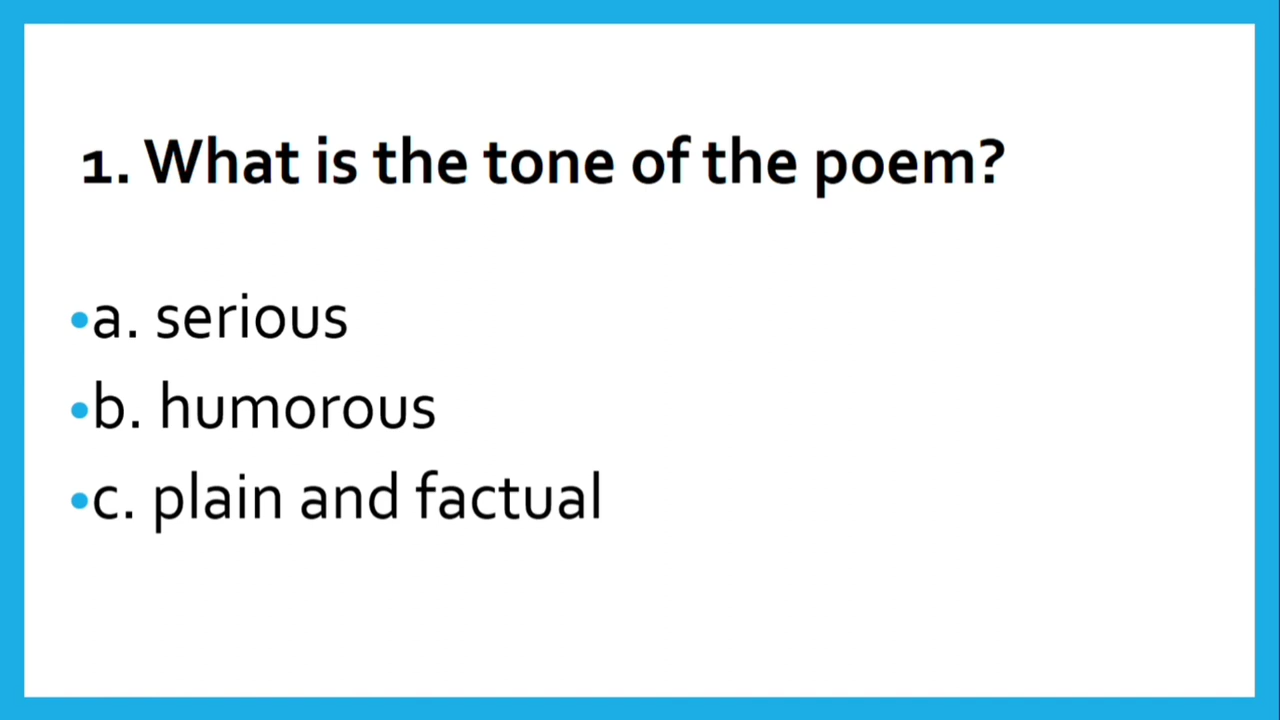 1. What is the tone of the poem?
•a. serious
•b. humorous
•c. plain and factual